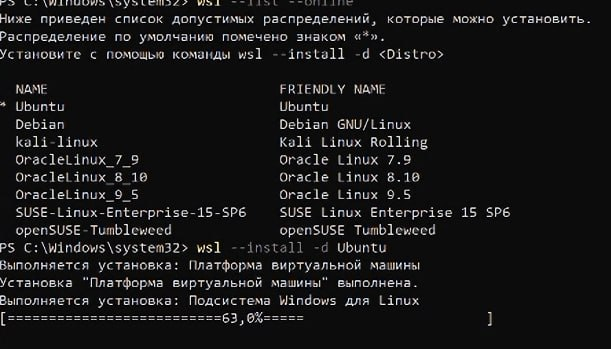 PS C:\Windows\system32> wsl --list --online
Ниже приведен список допустимых распределений, которые можно установить.
Распределение по умолчанию помечено знаком «*».
Установите с помощью команды wsl --install -d <Distro>
NAME FRIENDLY NAME
* Ubuntu Ubuntu
Debian Debian GNU/Linux
kali-linux Kali Linux Rolling
OracleLinux_7_9 Oracle Linux 7.9
OracleLinux_8_10 Oracle Linux 8.10
OracleLinux_9_5 Oracle Linux 9.5
SUSE-Linux-Enterprise-15-SP6 SUSE Linux Enterprise 15 SP6
openSUSE-Tumbleweed openSUSE Tumbleweed
PS C:\Windows\system32> wsl --install -d Ubuntu
Выполняется установка: Платформа виртуальной машины
Установка "Платформа виртуальной машины" выполнена.
Выполняется установка: Подсистема Windows для Linux
[==========================63,0%===== ]